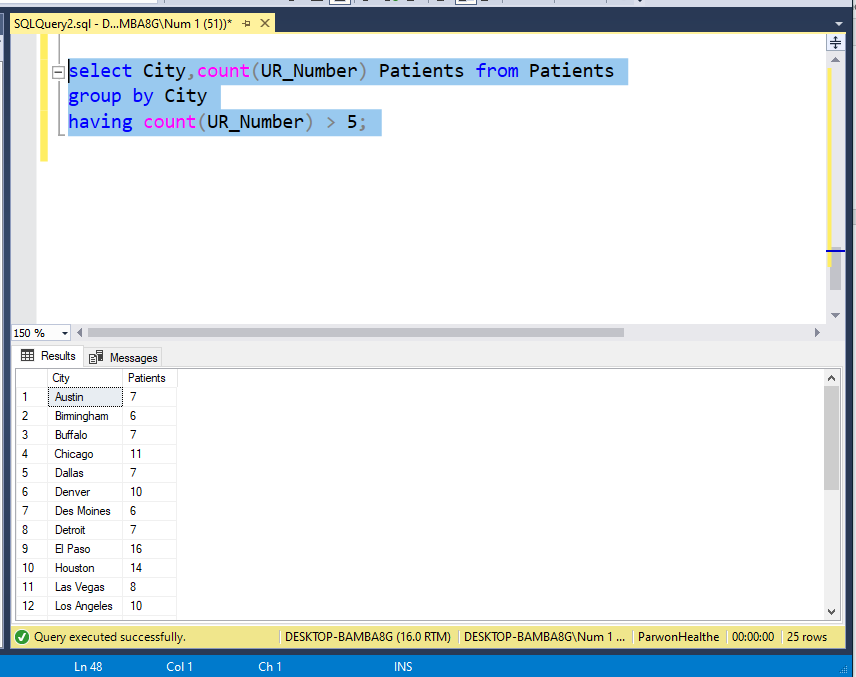 SQLQuery2.sql - D...MBA8G\Num 1 (51))*
select City,count(UR_Number) Patients from Patients
group by City
having count(UR_Number) > 5;
150 %
Results Messages
City Patients
1 Austin 7
2 Birmingham 6
3 Buffalo 7
4 Chicago 11
5 Dallas 7
6 Denver 10
7 Des Moines 6
8 Detroit 7
9 El Paso 16
10 Houston 14
11 Las Vegas 8
12 Los Angeles 10
Query executed successfully. DESKTOP-BAMBA8G (16.0 RTM) DESKTOP-BAMBA8G\Num 1 ... ParwonHealthe 00:00:00 25 rows
Ln 48 Col 1 Ch 1 INS